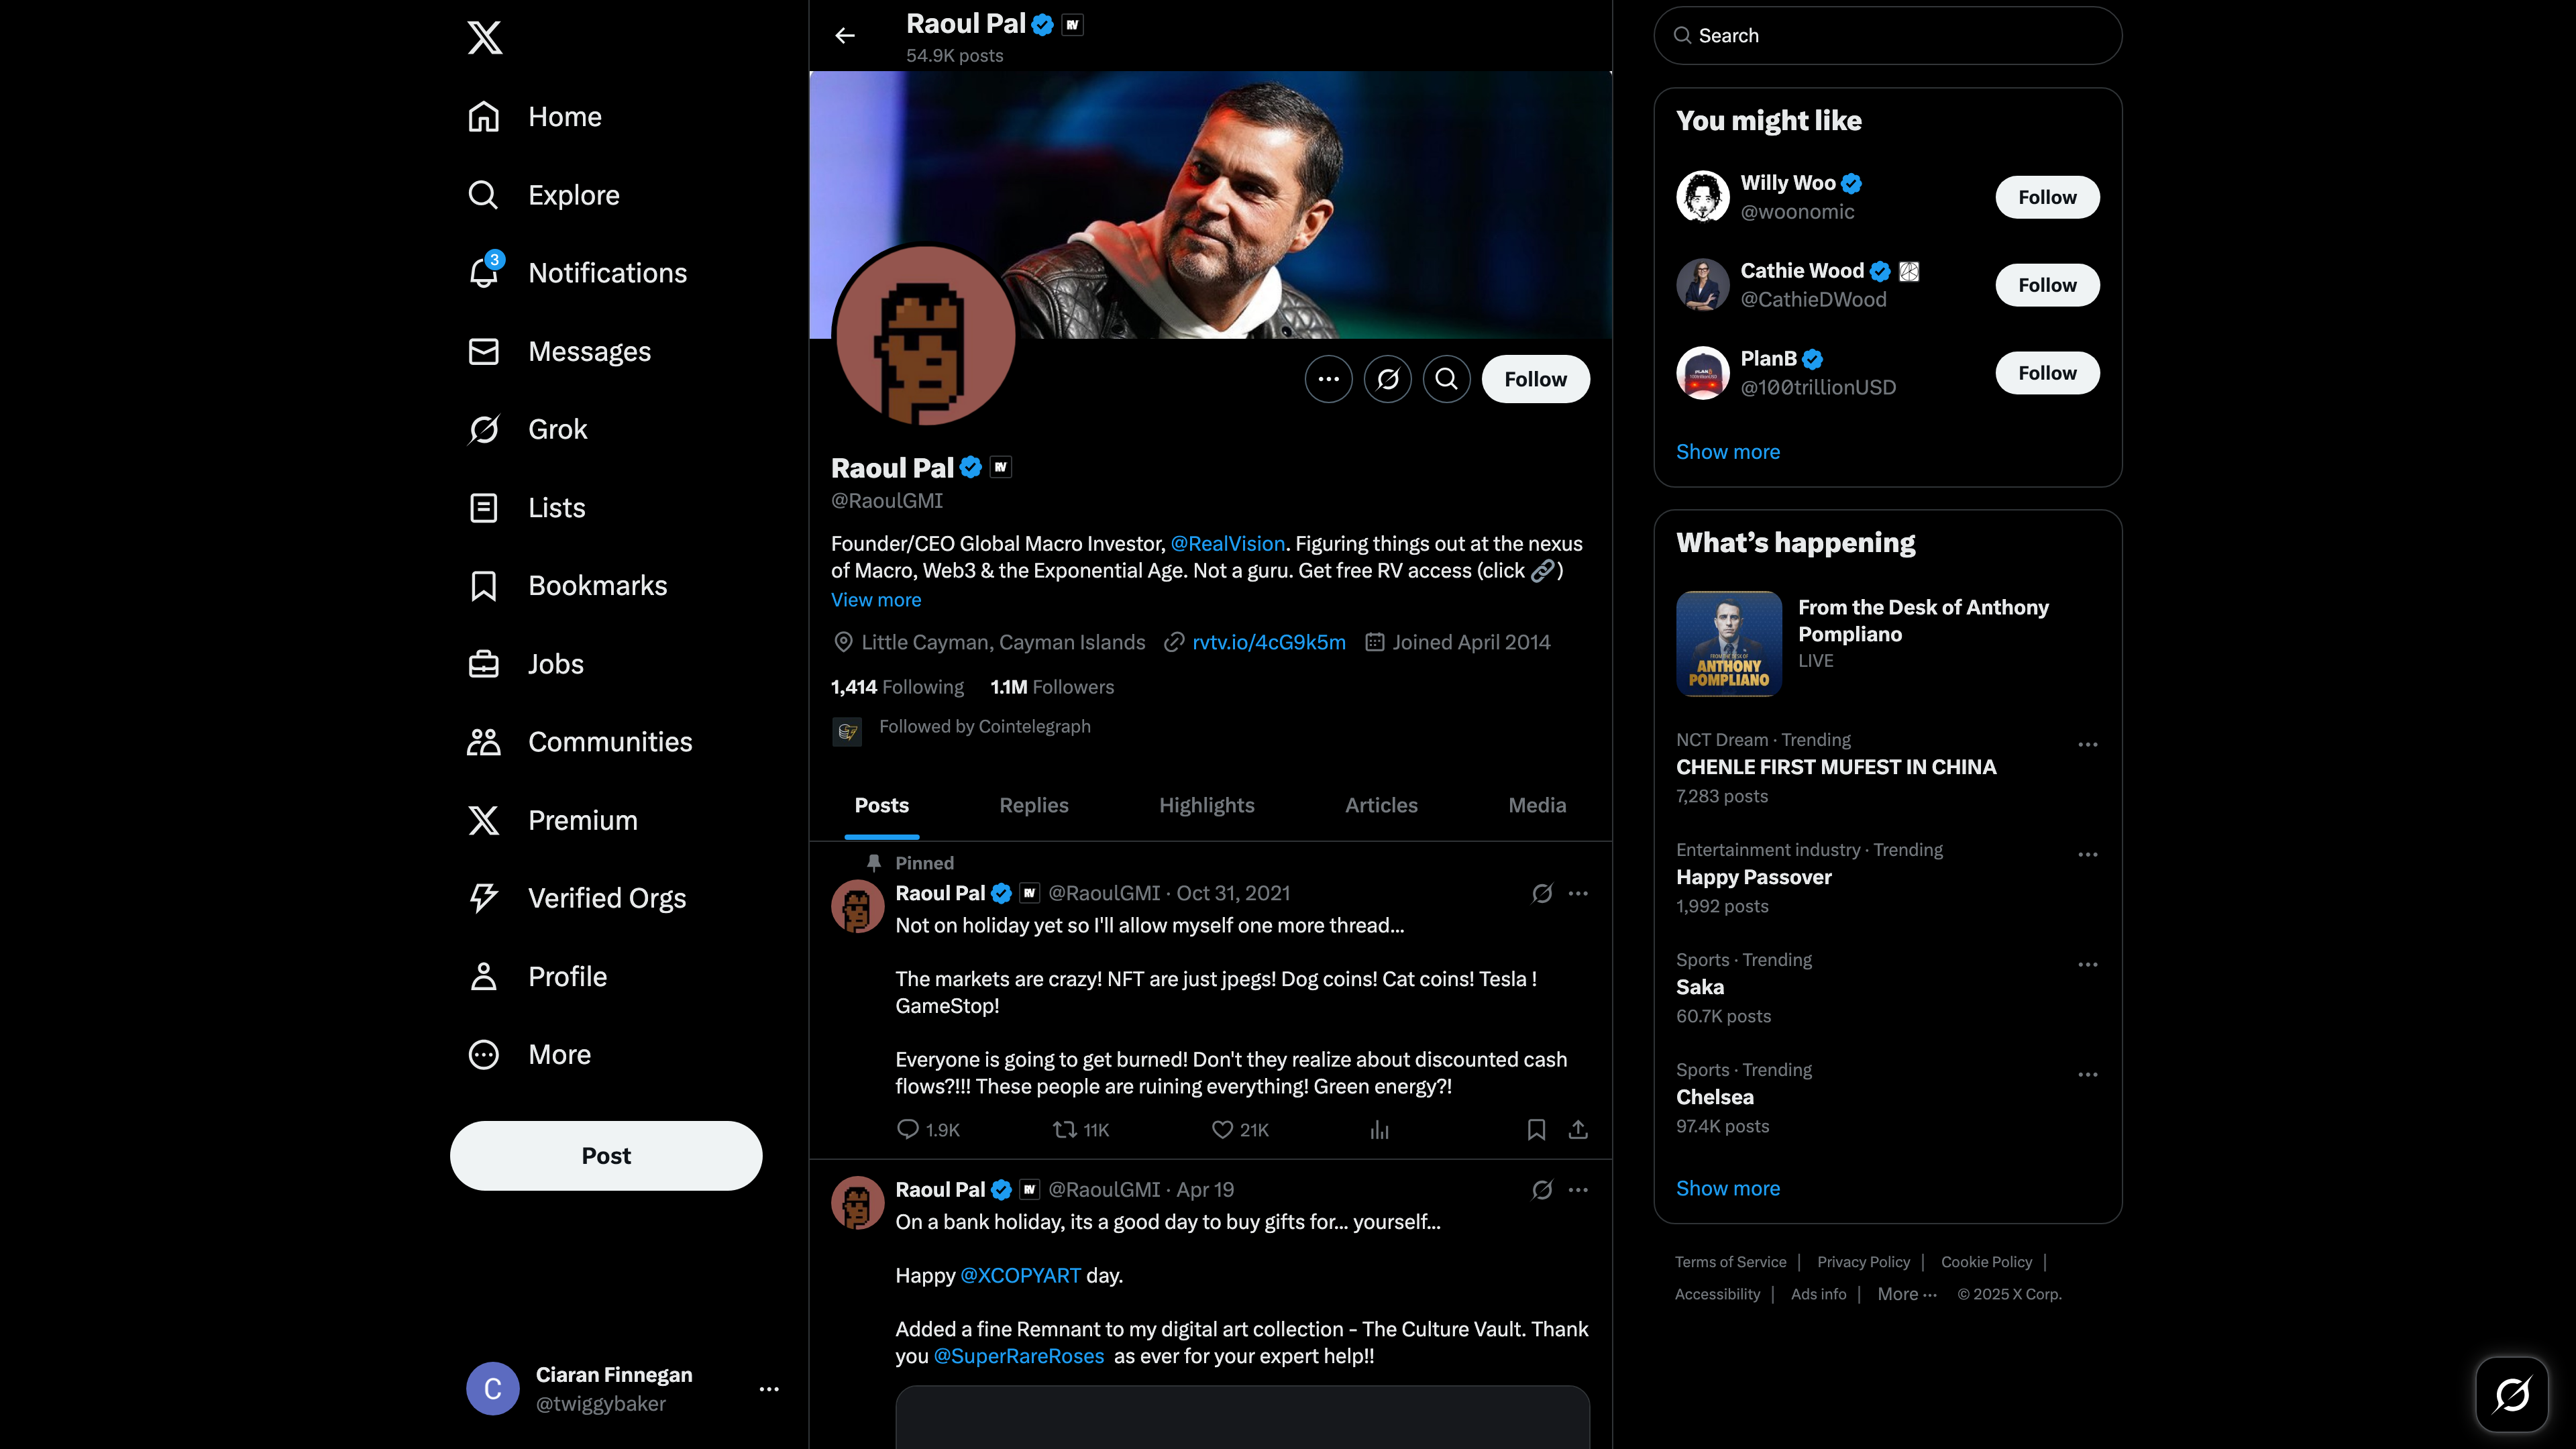 Home
Explore
3
Notifications
Messages
Grok
Lists
Bookmarks
Jobs
Communities
Premium
Verified Orgs
Profile
More
Post
C
Ciaran Finnegan
@twiggybaker
Raoul Pal RV
54.9K posts
Follow
Raoul Pal RV
@RaoulGMI
Founder/CEO Global Macro Investor, @RealVision. Figuring things out at the nexus
of Macro, Web3 & the Exponential Age. Not a guru. Get free RV access (click 🔗)
View more
Little Cayman, Cayman Islands rvtv.io/4cG9k5m Joined April 2014
1,414 Following 1.1M Followers
Followed by Cointelegraph
Posts Replies Highlights Articles Media
Pinned
Raoul Pal RV @RaoulGMI · Oct 31, 2021
Not on holiday yet so I'll allow myself one more thread...
The markets are crazy! NFT are just jpegs! Dog coins! Cat coins! Tesla !
GameStop!
Everyone is going to get burned! Don't they realize about discounted cash
flows?!!! These people are ruining everything! Green energy?!
1.9K 11K 21K
Raoul Pal RV @RaoulGMI · Apr 19
On a bank holiday, its a good day to buy gifts for... yourself...
Happy @XCOPYART day.
Added a fine Remnant to my digital art collection - The Culture Vault. Thank
you @SuperRareRoses as ever for your expert help!!
Search
You might like
Willy Woo
@woonomic
Follow
Cathie Wood
@CathieDWood
Follow
PlanB
@100trillionUSD
Follow
PLANB
Show more
What's happening
From the Desk of Anthony
Pompliano
LIVE
FROM THE DESK OF
ANTHONY
POMPLIANO
NCT Dream · Trending
CHENLE FIRST MUFEST IN CHINA
7,283 posts
Entertainment industry · Trending
Happy Passover
1,992 posts
Sports · Trending
Saka
60.7K posts
Sports · Trending
Chelsea
97.4K posts
Show more
Terms of Service | Privacy Policy | Cookie Policy |
Accessibility | Ads info | More ··· © 2025 X Corp.